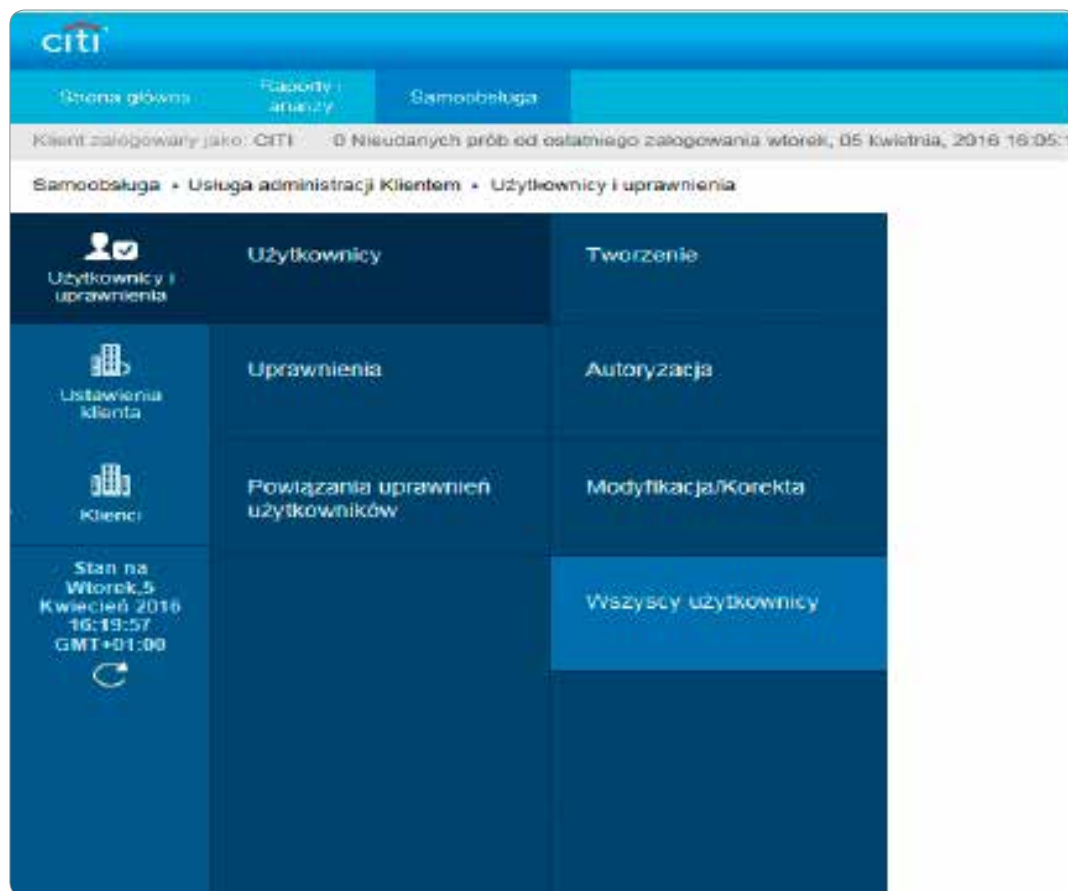 citi
Strona główna
Raporty i
analizy
Samoobsługa
Klient zalogowany jako: CITI 0 Nieudanych prób od ostatniego zalogowania wtorek, 05 kwietnia, 2016 16:05:1
Samoobsługa • Usługa administracji Klientem • Użytkownicy i uprawnienia
Użytkownicy i
uprawnienia
Użytkownicy
Tworzenie
Ustawienia
klienta
Uprawnienia
Autoryzacja
Klienci
Powiązania uprawnień
użytkowników
Modyfikacja/Korekta
Stan na
Wtorek,5
Kwiecień 2016
16:19:57
GMT+01:00
Wszyscy użytkownicy